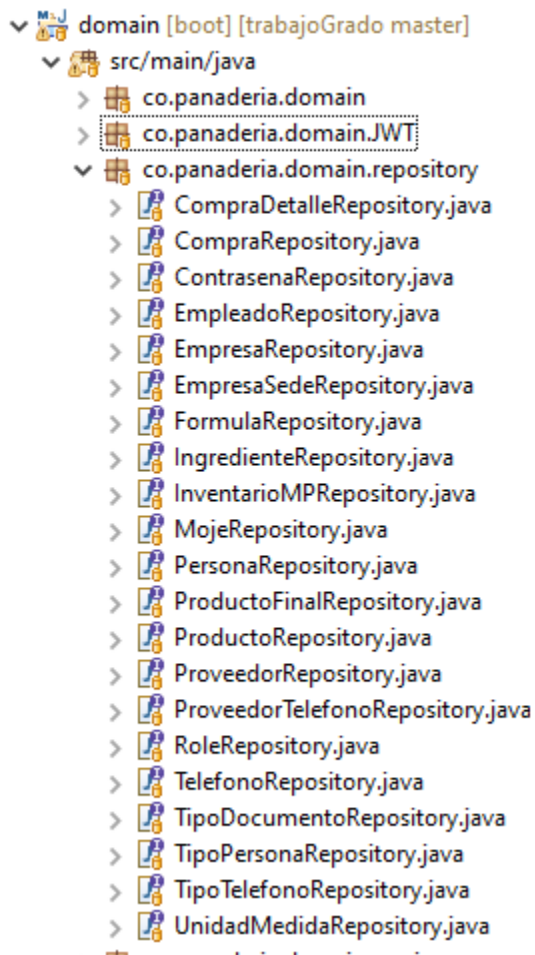 domain [boot] [trabajoGrado master]
src/main/java
co.panaderia.domain
co.panaderia.domain.JWT
co.panaderia.domain.repository
CompraDetalleRepository.java
CompraRepository.java
ContrasenaRepository.java
EmpleadoRepository.java
EmpresaRepository.java
EmpresaSedeRepository.java
FormulaRepository.java
IngredienteRepository.java
InventarioMPRepository.java
MojeRepository.java
PersonaRepository.java
ProductoFinalRepository.java
ProductoRepository.java
ProveedorRepository.java
ProveedorTelefonoRepository.java
RoleRepository.java
TelefonoRepository.java
TipoDocumentoRepository.java
TipoPersonaRepository.java
TipoTelefonoRepository.java
UnidadMedidaRepository.java